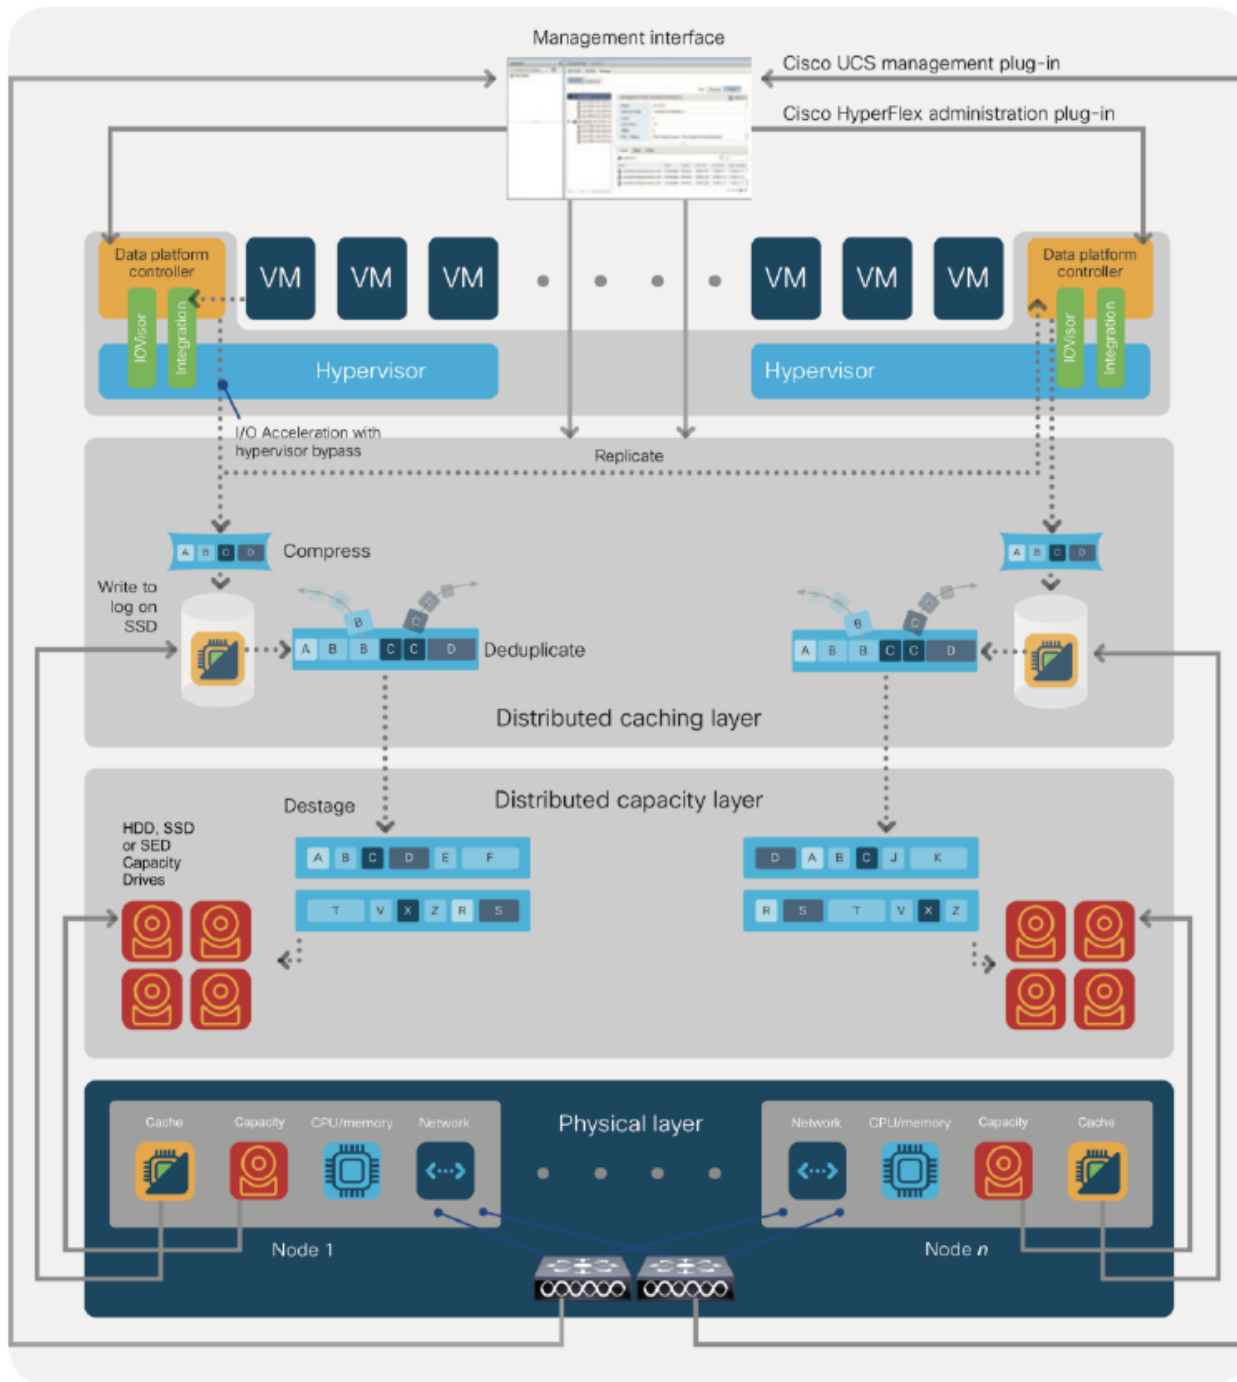 Management interface
Cisco UCS management plug-in
Cisco HyperFlex administration plug-in
Data platform
controller
VM
VM
VM
VM
VM
VM
Data platform
controller
IOVisor
Integration
IOVisor
Integration
Hypervisor
Hypervisor
I/O Acceleration with
hypervisor bypass
Replicate
A B C D
Compress
A B C D
Write to
log on
SSD
B
C
B
C
A B B C C D
Deduplicate
A B B C C D
Distributed caching layer
Destage
Distributed capacity layer
HDD, SSD
or SED
Capacity
Drives
A B C D E F
D A B C J K
T V X Z R S
R S T V X Z
Physical layer
Cache Capacity CPU/memory Network
Network CPU/memory Capacity Cache
Node 1
Node n